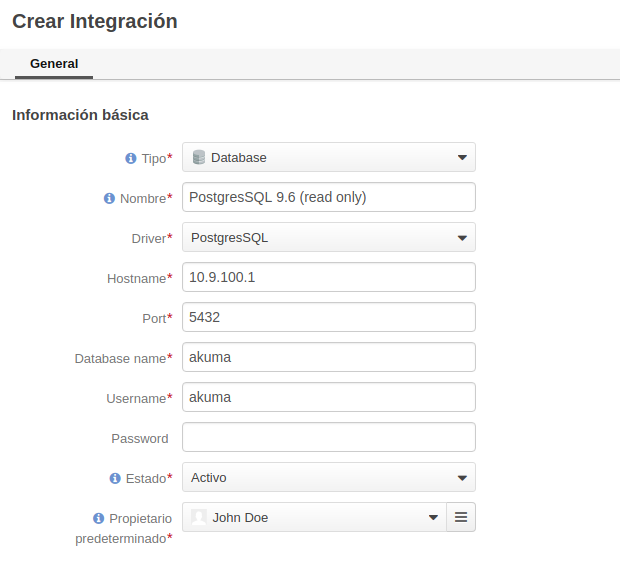 Crear Integración
General
Información básica
Tipo* Database
Nombre* PostgresSQL 9.6 (read only)
Driver* PostgresSQL
Hostname* 10.9.100.1
Port* 5432
Database name* akuma
Username* akuma
Password
Estado* Activo
Propietario John Doe
predeterminado*